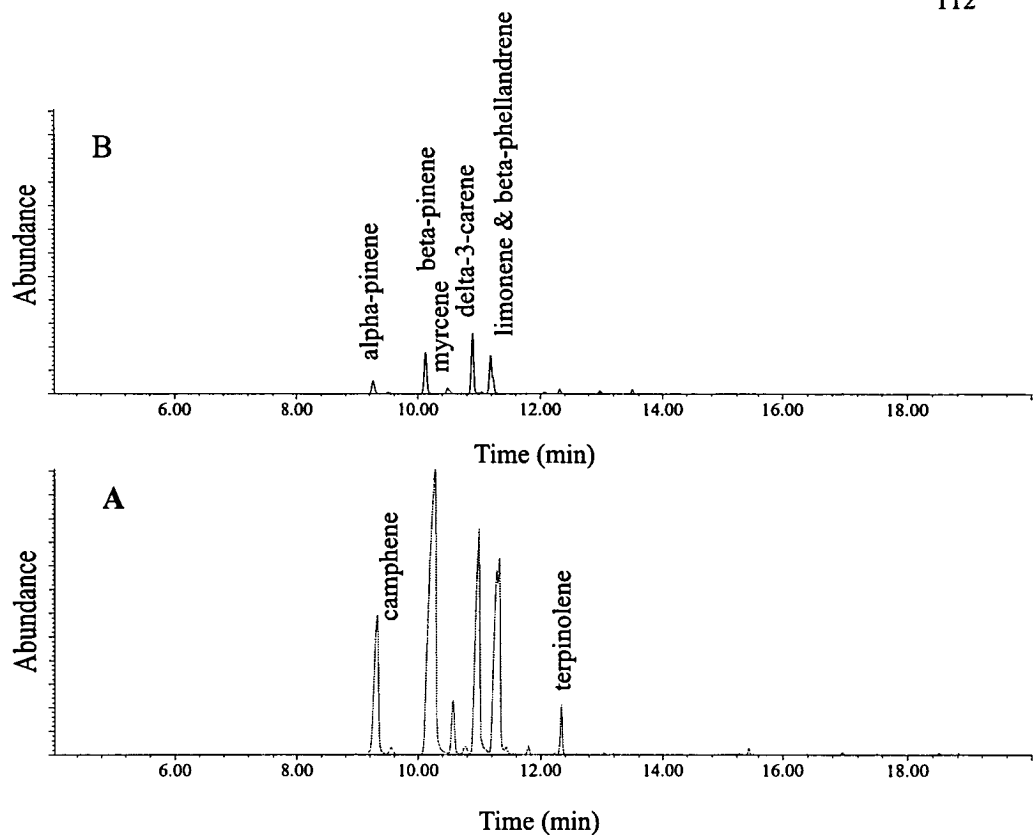 112
B
Abundance
alpha-pinene
beta-pinene
myrcene
delta-3-carene
limonene & beta-phellandrene
6.00 8.00 10.00 12.00 14.00 16.00 18.00
Time (min)
A
Abundance
camphene
terpinolene
6.00 8.00 10.00 12.00 14.00 16.00 18.00
Time (min)